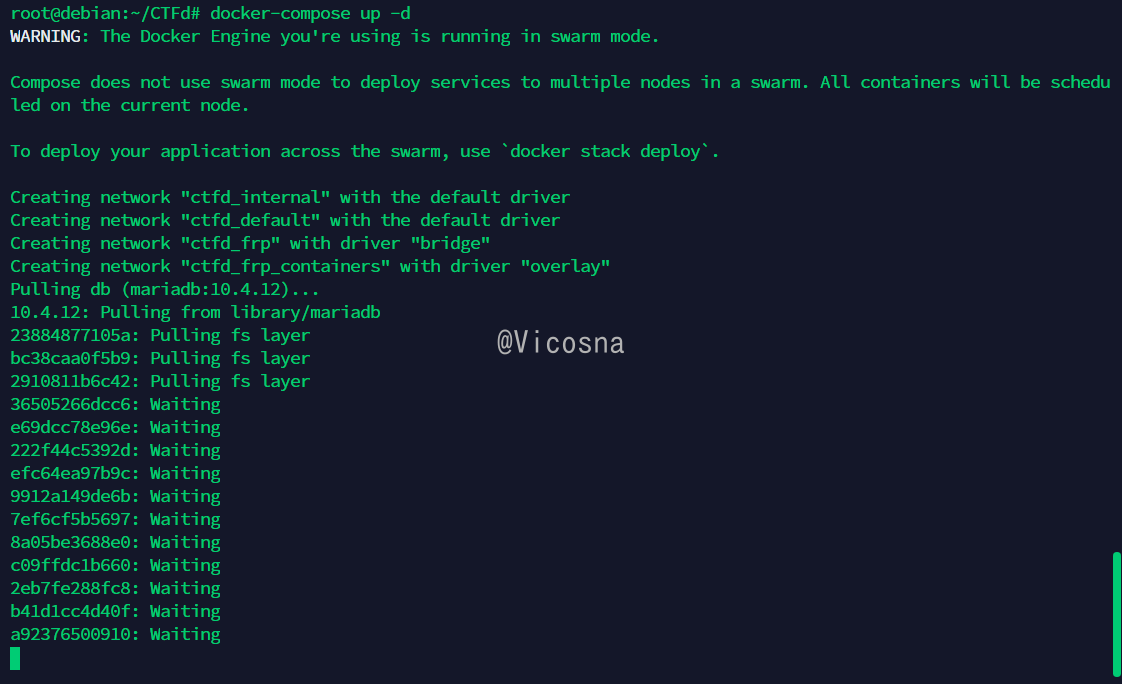 root@debian:~/CTFd# docker-compose up -d
WARNING: The Docker Engine you're using is running in swarm mode.
Compose does not use swarm mode to deploy services to multiple nodes in a swarm. All containers will be schedu
led on the current node.
To deploy your application across the swarm, use `docker stack deploy`.
Creating network "ctfd_internal" with the default driver
Creating network "ctfd_default" with the default driver
Creating network "ctfd_frp" with driver "bridge"
Creating network "ctfd_frp_containers" with driver "overlay"
Pulling db (mariadb:10.4.12)...
10.4.12: Pulling from library/mariadb
23884877105a: Pulling fs layer
bc38caa0f5b9: Pulling fs layer
2910811b6c42: Pulling fs layer
36505266dcc6: Waiting
e69dcc78e96e: Waiting
222f44c5392d: Waiting
efc64ea97b9c: Waiting
9912a149de6b: Waiting
7ef6cf5b5697: Waiting
8a05be3688e0: Waiting
c09ffdc1b660: Waiting
2eb7fe288fc8: Waiting
b41d1cc4d40f: Waiting
a92376500910: Waiting
@Vicosna